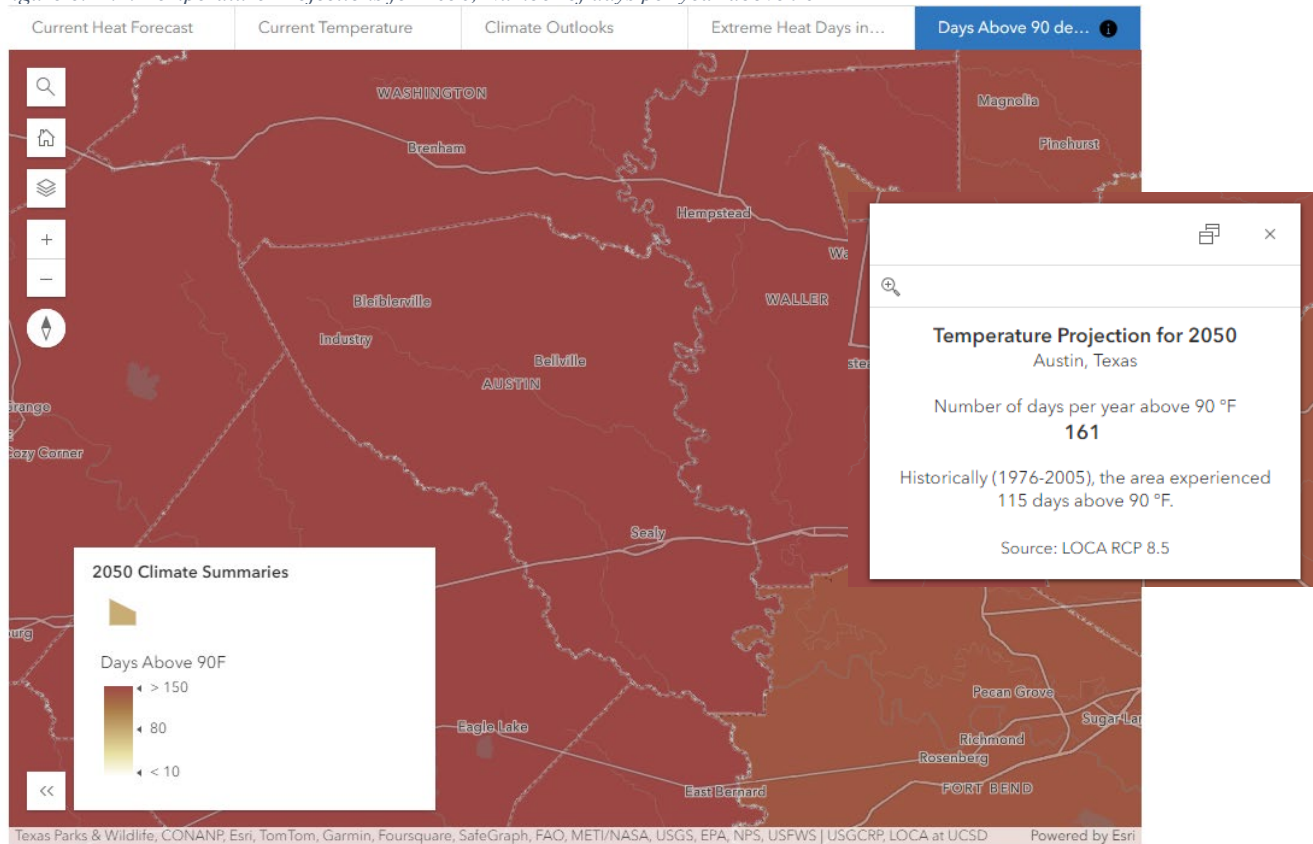 Current Heat Forecast
Current Temperature
Climate Outlooks
Extreme Heat Days in…
Days Above 90 de…
WASHINGTON
Magnolia
Brenham
Pinehurst
Hempstead
Bleiblerville
WALLER
Industry
Bellville
AUSTIN
Cozy Corner
Sealy
Temperature Projection for 2050
Austin, Texas
Number of days per year above 90 °F
161
Historically (1976-2005), the area experienced
115 days above 90 °F.
Source: LOCA RCP 8.5
2050 Climate Summaries
Days Above 90F
> 150
80
< 10
Pecan Grove
Eagle Lake
Richmond
Rosenberg
East Bernard
FORT BEND
Texas Parks & Wildlife, CONANP, Esri, TomTom, Garmin, Foursquare, SafeGraph, FAO, METI/NASA, USGS, EPA, NPS, USFWS | USGCRP, LOCA at UCSD
Powered by Esri